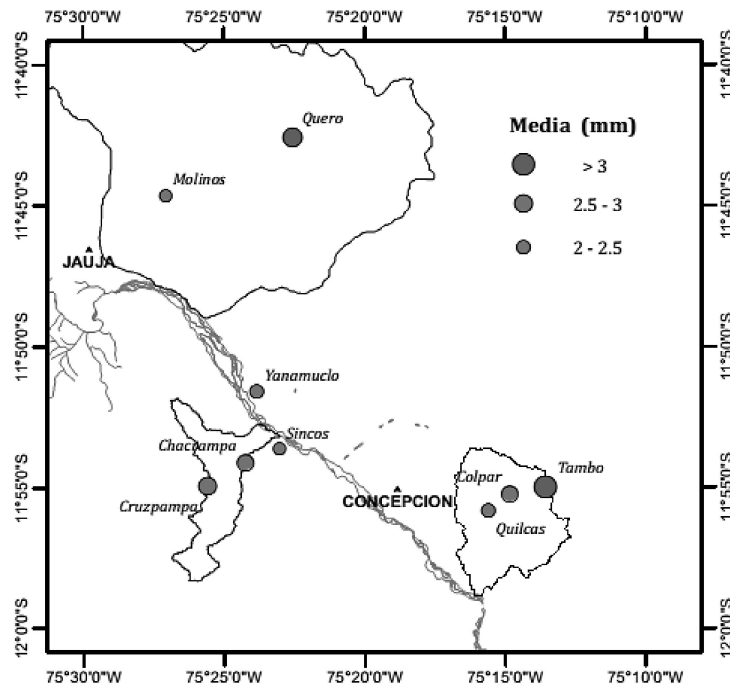 75°30'0"W 75°25'0"W 75°20'0"W 75°15'0"W 75°10'0"W
11°40'0"S 11°40'0"S
Quero
Media (mm)
> 3
Molinos
2.5 - 3
11°45'0"S 11°45'0"S
2 - 2.5
JAUJA
11°50'0"S 11°50'0"S
Yanamuclo
Sincos
Chacrampa
Colpar
Tambo
11°55'0"S 11°55'0"S
CONCEPCION
Cruzpampa
Quilcas
12°0'0"S 12°0'0"S
75°30'0"W 75°25'0"W 75°20'0"W 75°15'0"W 75°10'0"W